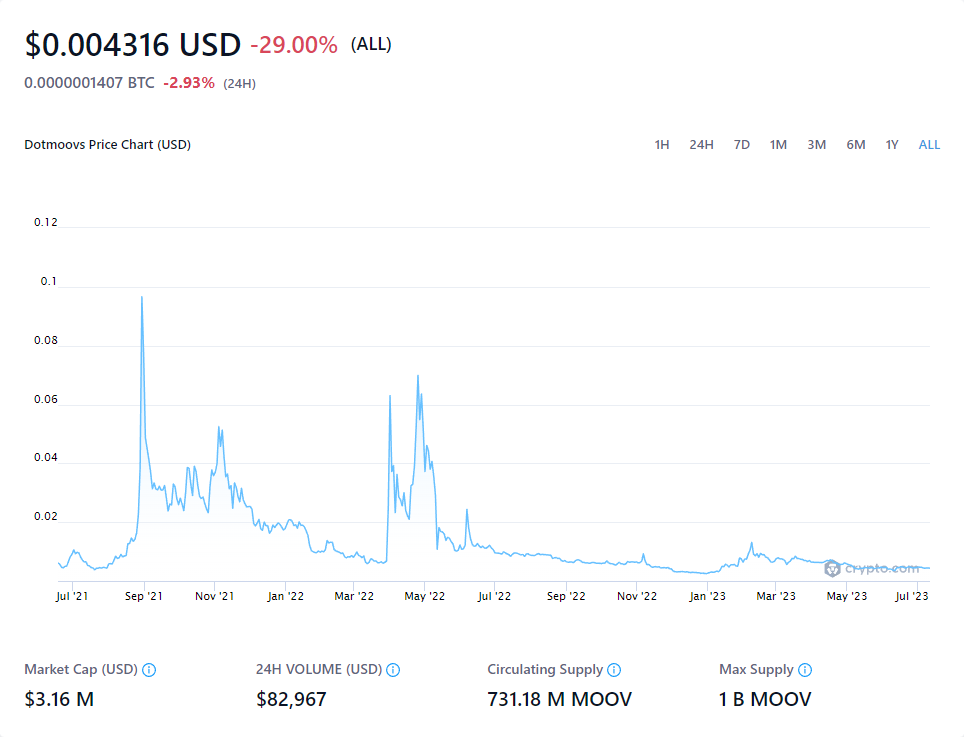 $0.004316 USD -29.00% (ALL)
0.0000001407 BTC -2.93% (24H)
Dotmoovs Price Chart (USD) 1H 24H 7D 1M 3M 6M 1Y ALL
0.12
0.1
0.08
0.06
0.04
0.02
crypto.com
Jul '21 Sep '21 Nov '21 Jan '22 Mar '22 May '22 Jul '22 Sep '22 Nov '22 Jan '23 Mar '23 May '23 Jul '23
Market Cap (USD) 24H VOLUME (USD) Circulating Supply Max Supply
$3.16 M $82,967 731.18 M MOOV 1 B MOOV